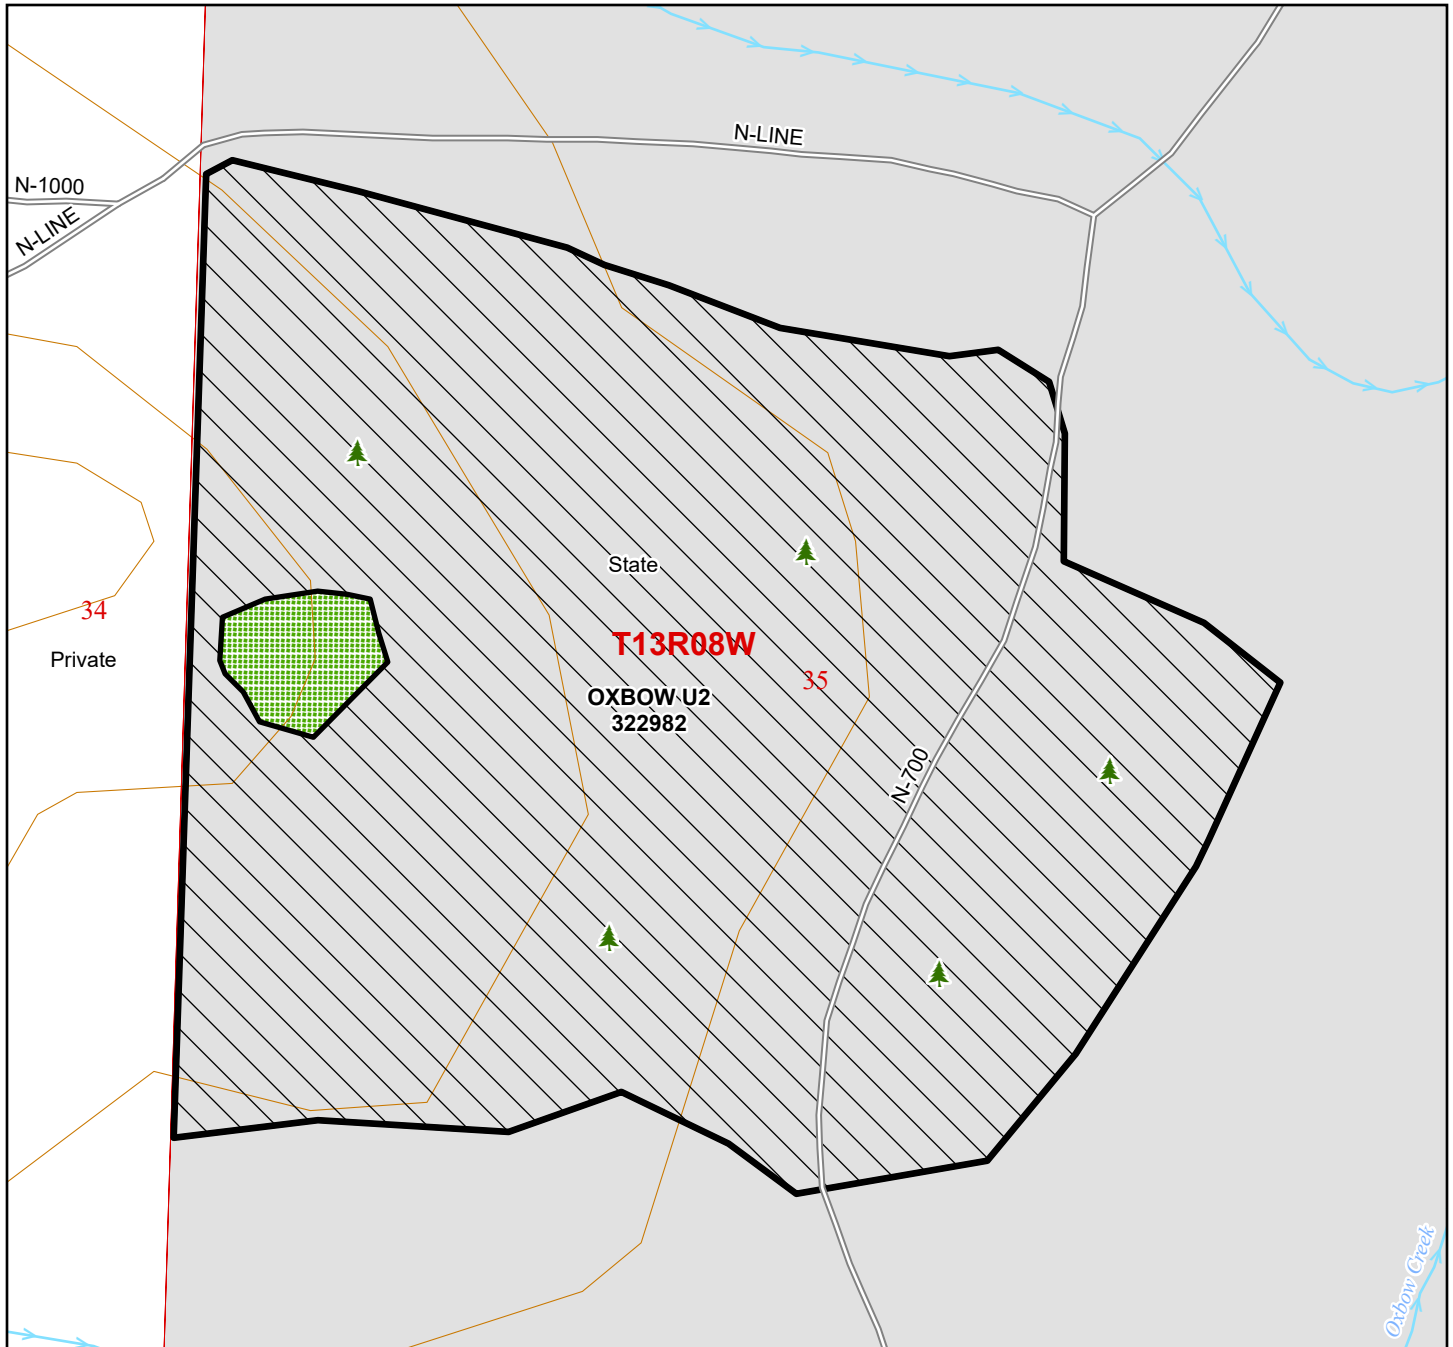 N-LINE
N-1000
N-LINE
State
34
T13R08W
Private
35
OXBOW U2
322982
N-700
Oxbow Creek